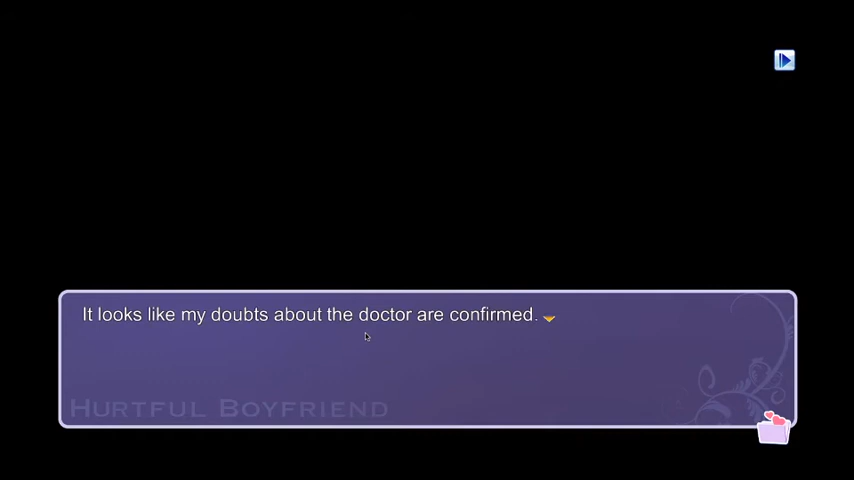 It looks like my doubts about the doctor are confirmed.
HURTFUL BOYFRIEND